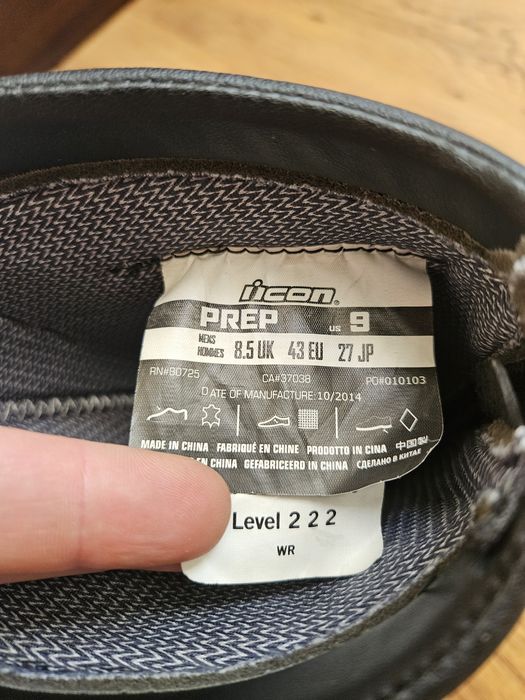 icon®
PREP US 9
MENS
HOMMES 8.5 UK 43 EU 27 JP
RN#90725 CA#37038 PO#010103
DATE OF MANUFACTURE:10/2014
MADE IN CHINA FABRIQUÉ EN CHINE PRODOTTO IN CINA 中国製
EN CHINA GEFABRICEERD IN CHINA СДЕЛАНО В КИТАЕ
Level 2 2 2
WR